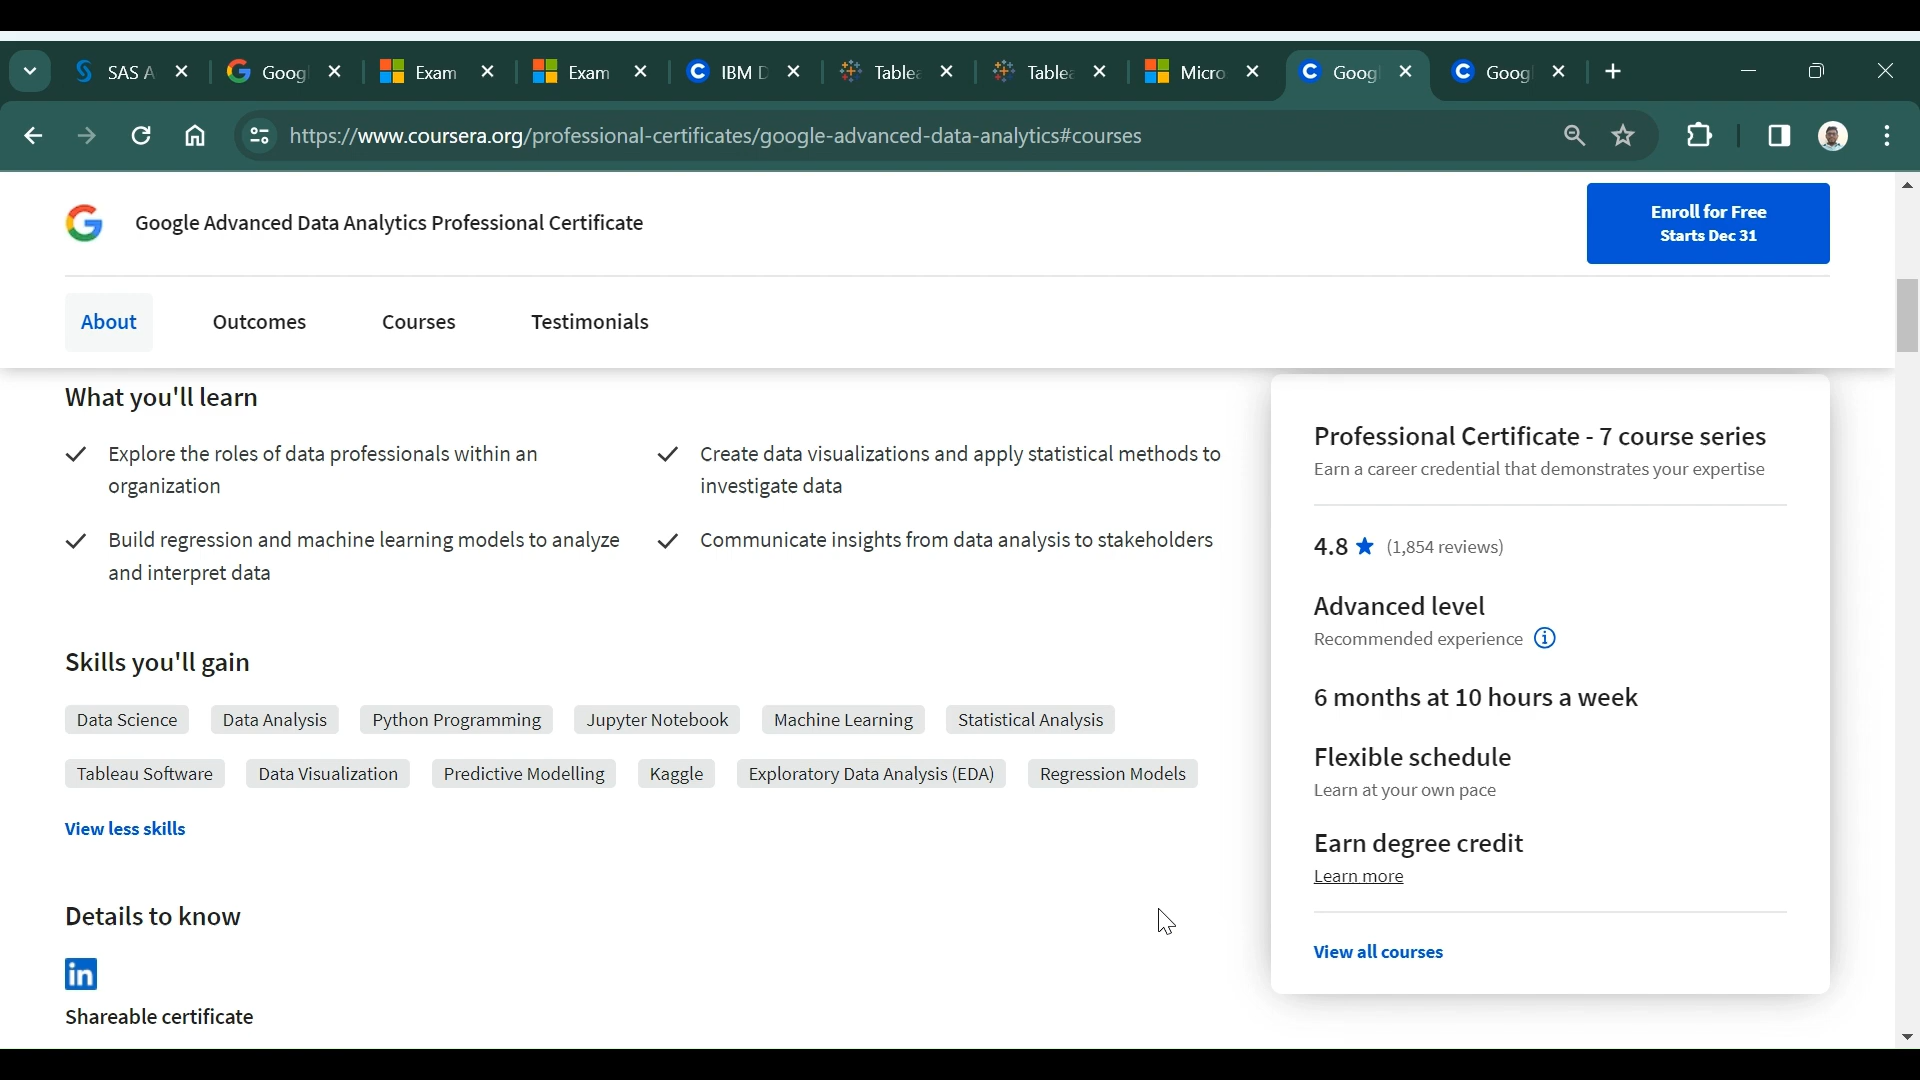 SAS A
Goog
Exam
Exam
IBM D
Table
Table
Micro
Goog
Goog
https://www.coursera.org/professional-certificates/google-advanced-data-analytics#courses
Google Advanced Data Analytics Professional Certificate
Enroll for Free
Starts Dec 31
About
Outcomes
Courses
Testimonials
What you'll learn
Explore the roles of data professionals within an
organization
Create data visualizations and apply statistical methods to
investigate data
Build regression and machine learning models to analyze
and interpret data
Communicate insights from data analysis to stakeholders
Skills you'll gain
Data Science
Data Analysis
Python Programming
Jupyter Notebook
Machine Learning
Statistical Analysis
Tableau Software
Data Visualization
Predictive Modelling
Kaggle
Exploratory Data Analysis (EDA)
Regression Models
View less skills
Details to know
in
Shareable certificate
Professional Certificate - 7 course series
Earn a career credential that demonstrates your expertise
4.8 ★ (1,854 reviews)
Advanced level
Recommended experience
6 months at 10 hours a week
Flexible schedule
Learn at your own pace
Earn degree credit
Learn more
View all courses